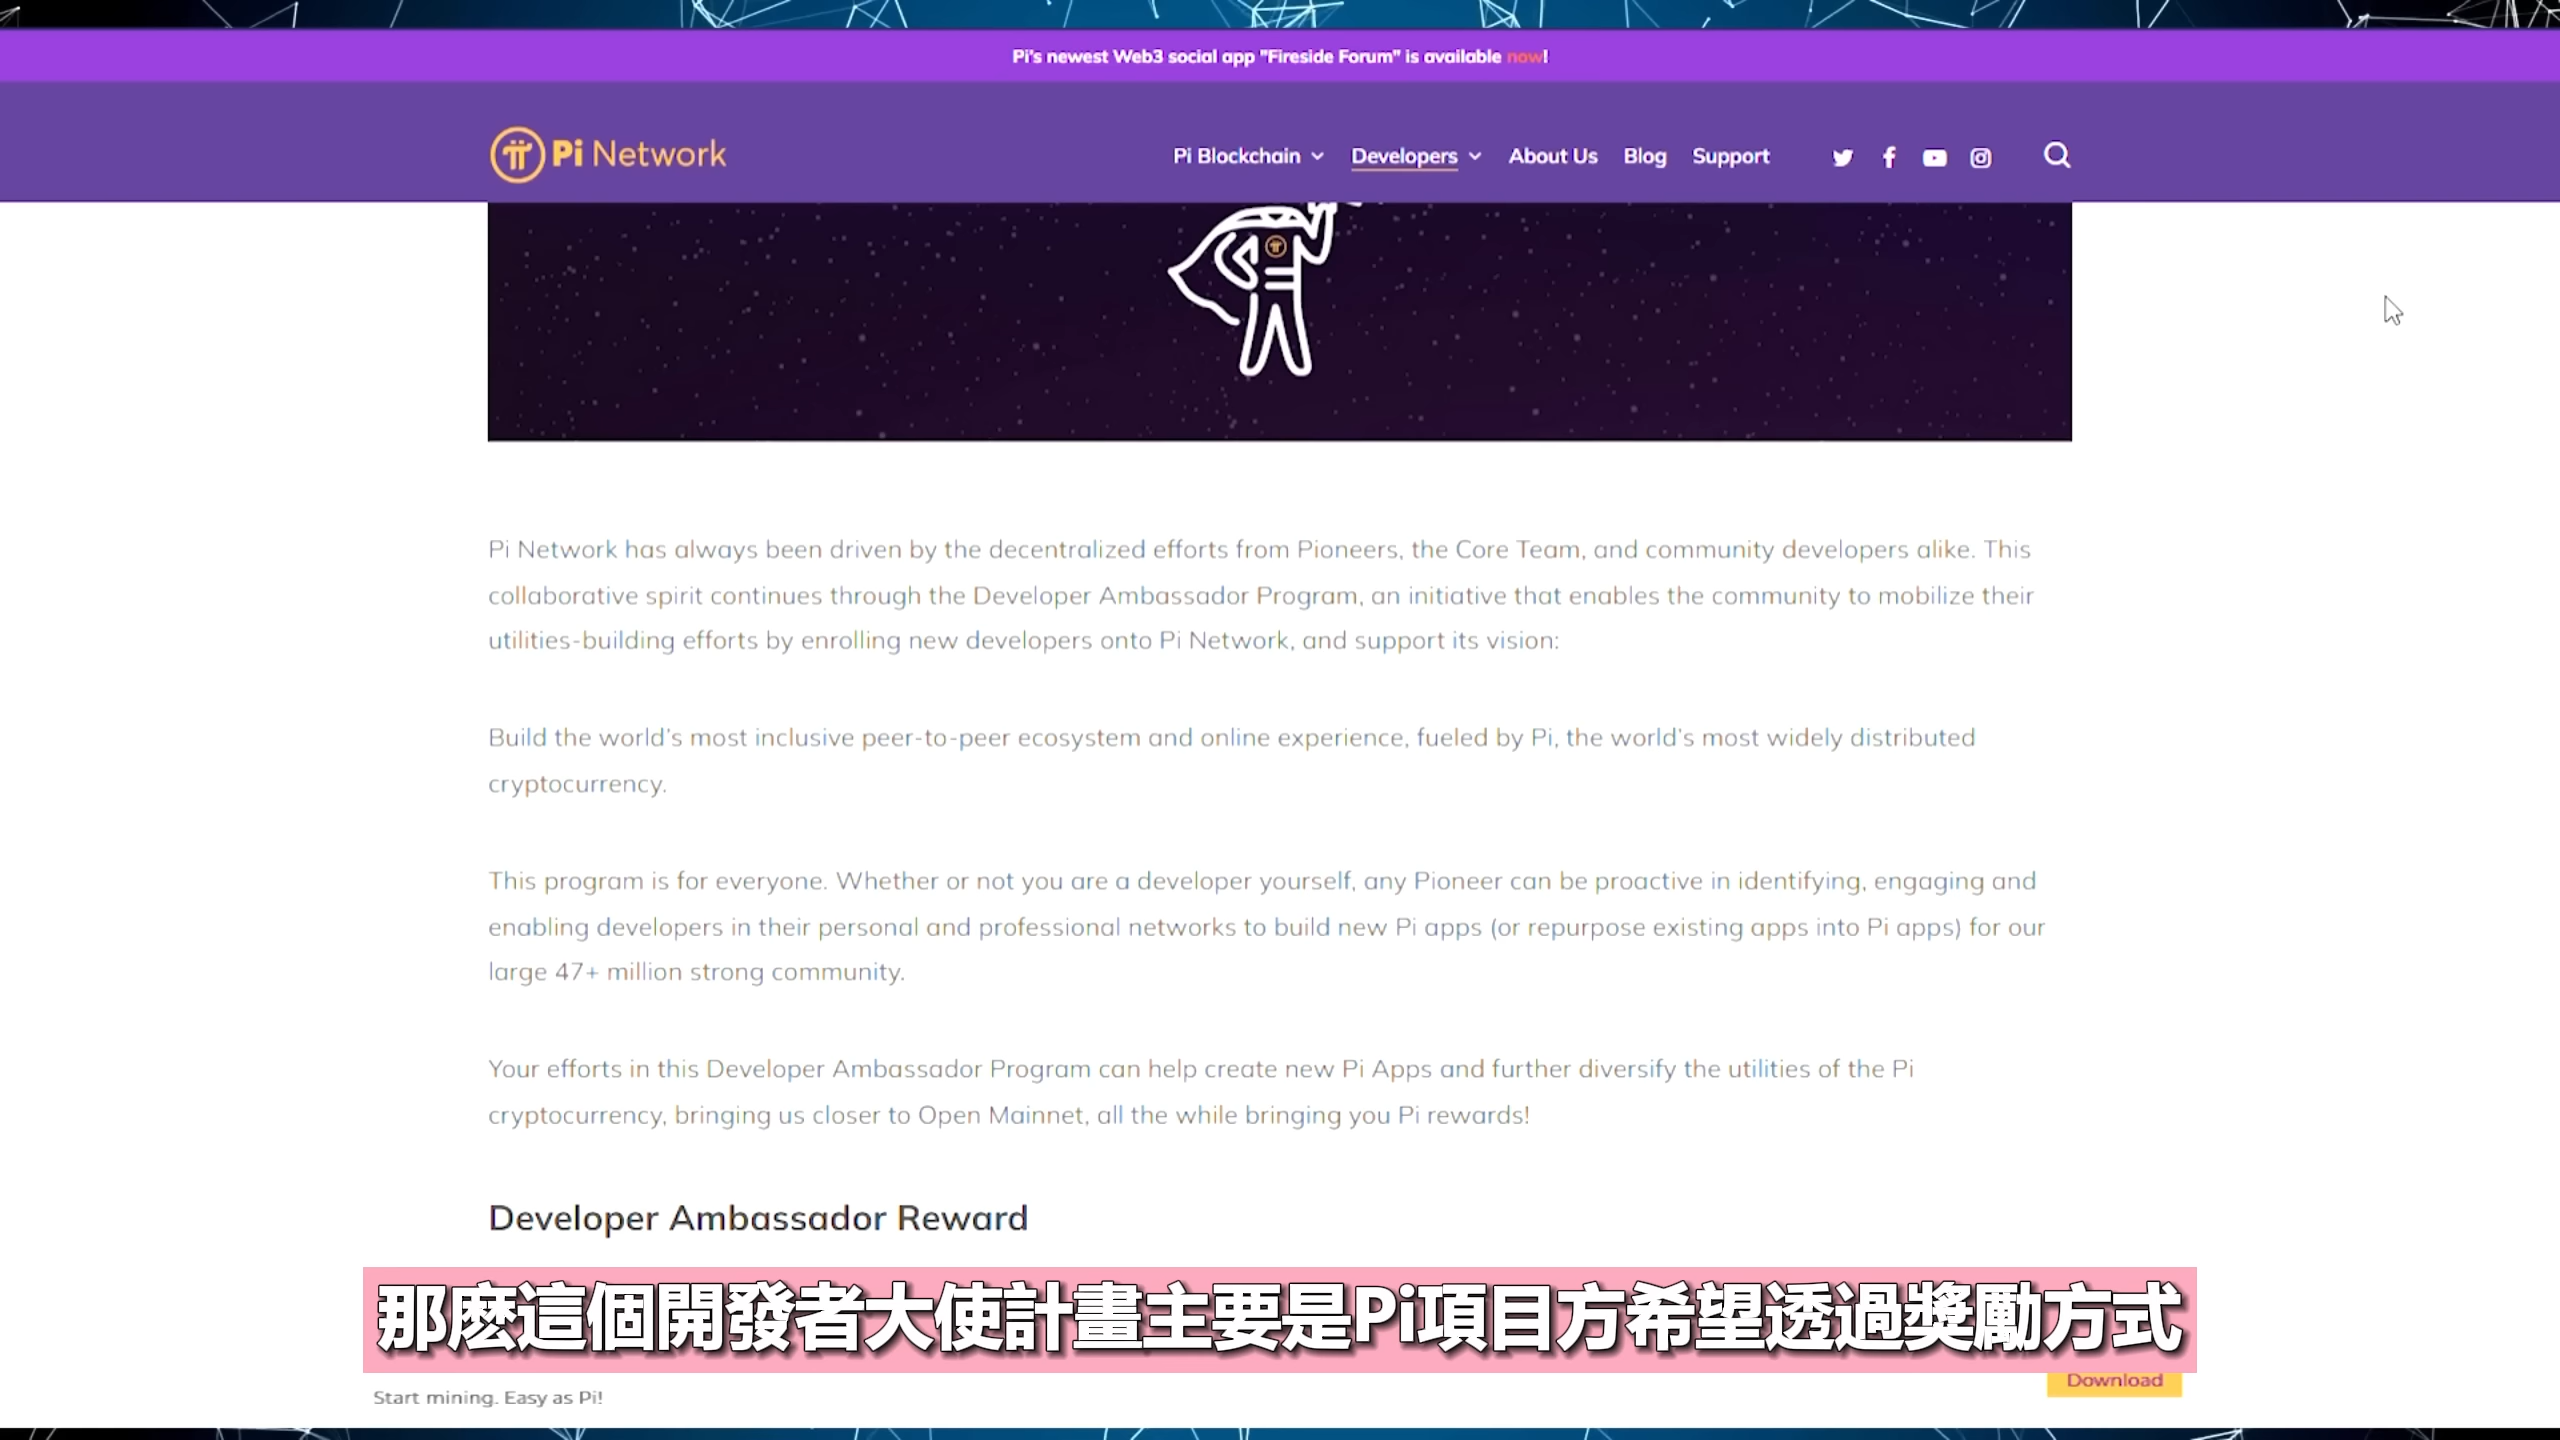 Pi's newest Web3 social app "Fireside Forum" is available now!
Pi Network
Pi Blockchain
Developers
About Us
Blog
Support
Pi Network has always been driven by the decentralized efforts from Pioneers, the Core Team, and community developers alike. This
collaborative spirit continues through the Developer Ambassador Program, an initiative that enables the community to mobilize their
utilities-building efforts by enrolling new developers onto Pi Network, and support its vision:
Build the world's most inclusive peer-to-peer ecosystem and online experience, fueled by Pi, the world's most widely distributed
cryptocurrency.
This program is for everyone. Whether or not you are a developer yourself, any Pioneer can be proactive in identifying, engaging and
enabling developers in their personal and professional networks to build new Pi apps (or repurpose existing apps into Pi apps) for our
large 47+ million strong community.
Your efforts in this Developer Ambassador Program can help create new Pi Apps and further diversify the utilities of the Pi
cryptocurrency, bringing us closer to Open Mainnet, all the while bringing you Pi rewards!
Developer Ambassador Reward
那麽這個開發者大使計畫主要是Pi項目方希望透過獎勵方式
Start mining. Easy as Pi!
Download